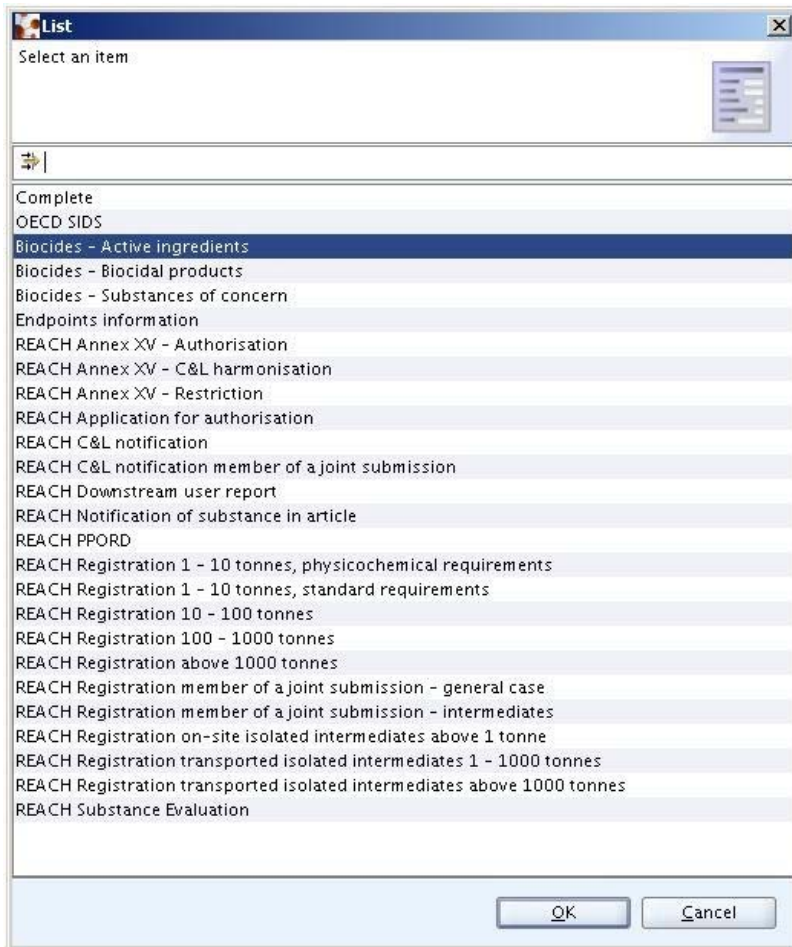 List
Select an item
Complete
OECD SIDS
Biocides - Active ingredients
Biocides - Biocidal products
Biocides - Substances of concern
Endpoints information
REACH Annex XV - Authorisation
REACH Annex XV - C&L harmonisation
REACH Annex XV - Restriction
REACH Application for authorisation
REACH C&L notification
REACH C&L notification member of a joint submission
REACH Downstream user report
REACH Notification of substance in article
REACH PPORD
REACH Registration 1 - 10 tonnes, physicochemical requirements
REACH Registration 1 - 10 tonnes, standard requirements
REACH Registration 10 - 100 tonnes
REACH Registration 100 - 1000 tonnes
REACH Registration above 1000 tonnes
REACH Registration member of a joint submission - general case
REACH Registration member of a joint submission - intermediates
REACH Registration on-site isolated intermediates above 1 tonne
REACH Registration transported isolated intermediates 1 - 1000 tonnes
REACH Registration transported isolated intermediates above 1000 tonnes
REACH Substance Evaluation
OK Cancel